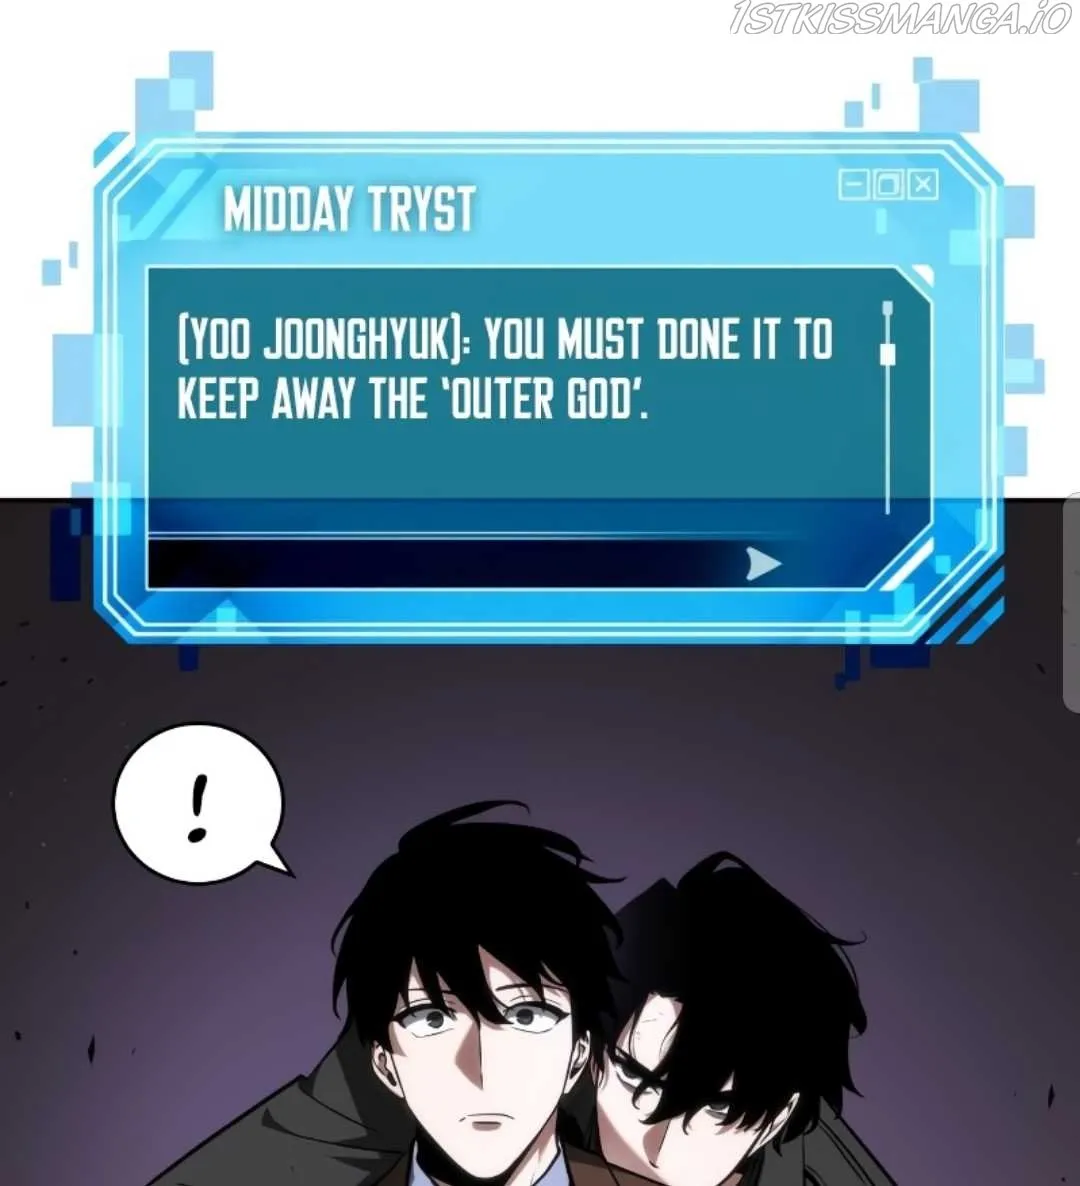 1STKISSMANGA.iO
MIDDAY TRYST
[YOO JOONGHYUK]: YOU MUST DONE IT TO
KEEP AWAY THE ‘OUTER GOD’.
!